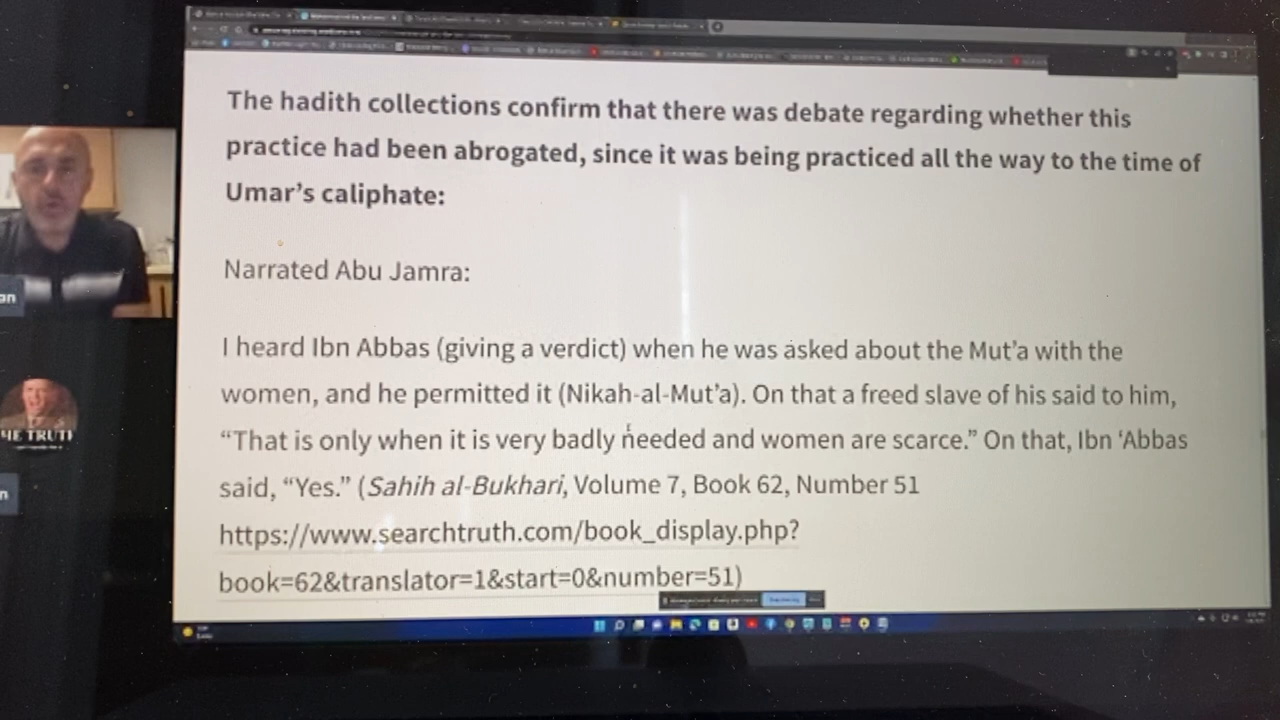 The hadith collections confirm that there was debate regarding whether this
practice had been abrogated, since it was being practiced all the way to the time of
Umar’s caliphate:
Narrated Abu Jamra:
I heard Ibn Abbas (giving a verdict) when he was asked about the Mut’a with the
women, and he permitted it (Nikah-al-Mut’a). On that a freed slave of his said to him,
“That is only when it is very badly needed and women are scarce.” On that, Ibn ‘Abbas
said, “Yes.” (Sahih al-Bukhari, Volume 7, Book 62, Number 51
https://www.searchtruth.com/book_display.php?
book=62&translator=1&start=0&number=51)
on
HE TRUTH
n